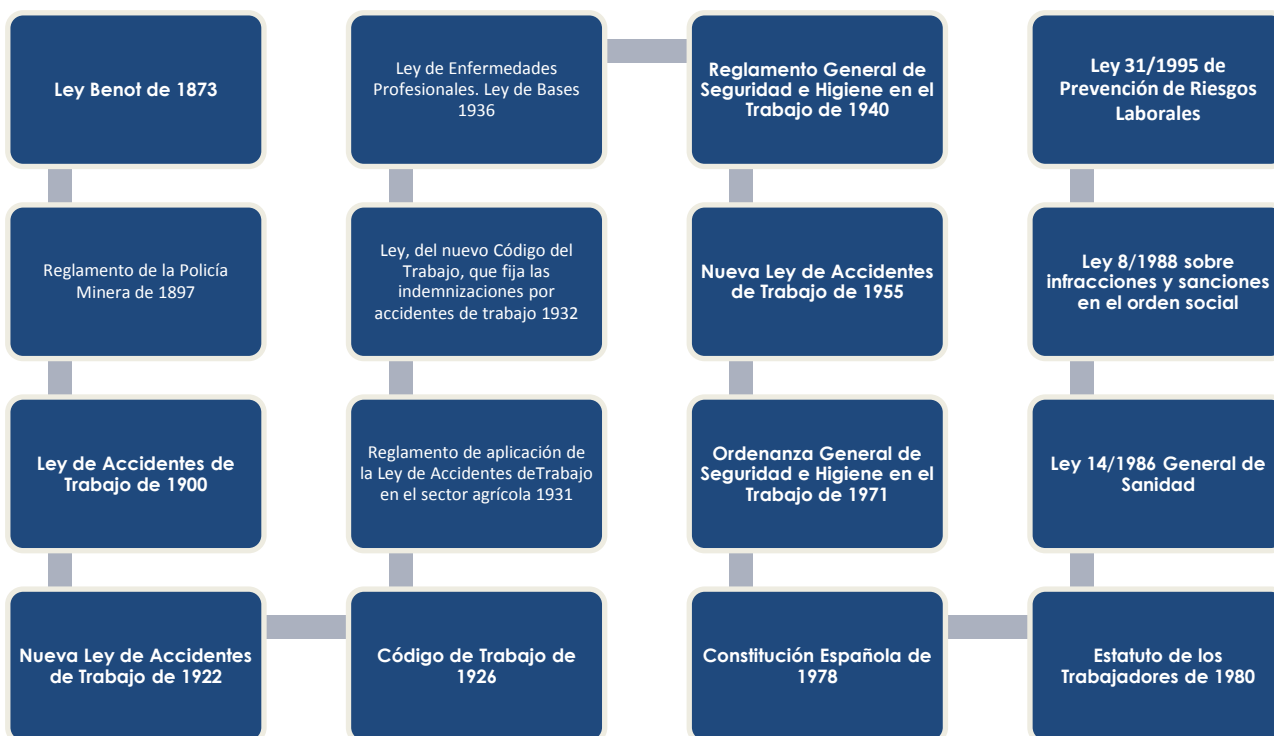 Ley Benot de 1873
Reglamento de la Policía
Minera de 1897
Ley de Accidentes de
Trabajo de 1900
Nueva Ley de Accidentes
de Trabajo de 1922
Código de Trabajo de
1926
Reglamento de aplicación de
la Ley de Accidentes deTrabajo
en el sector agrícola 1931
Ley, del nuevo Código del
Trabajo, que fija las
indemnizaciones por
accidentes de trabajo 1932
Ley de Enfermedades
Profesionales. Ley de Bases
1936
Reglamento General de
Seguridad e Higiene en el
Trabajo de 1940
Nueva Ley de Accidentes
de Trabajo de 1955
Ordenanza General de
Seguridad e Higiene en el
Trabajo de 1971
Constitución Española de
1978
Estatuto de los
Trabajadores de 1980
Ley 14/1986 General de
Sanidad
Ley 8/1988 sobre
infracciones y sanciones
en el orden social
Ley 31/1995 de
Prevención de Riesgos
Laborales